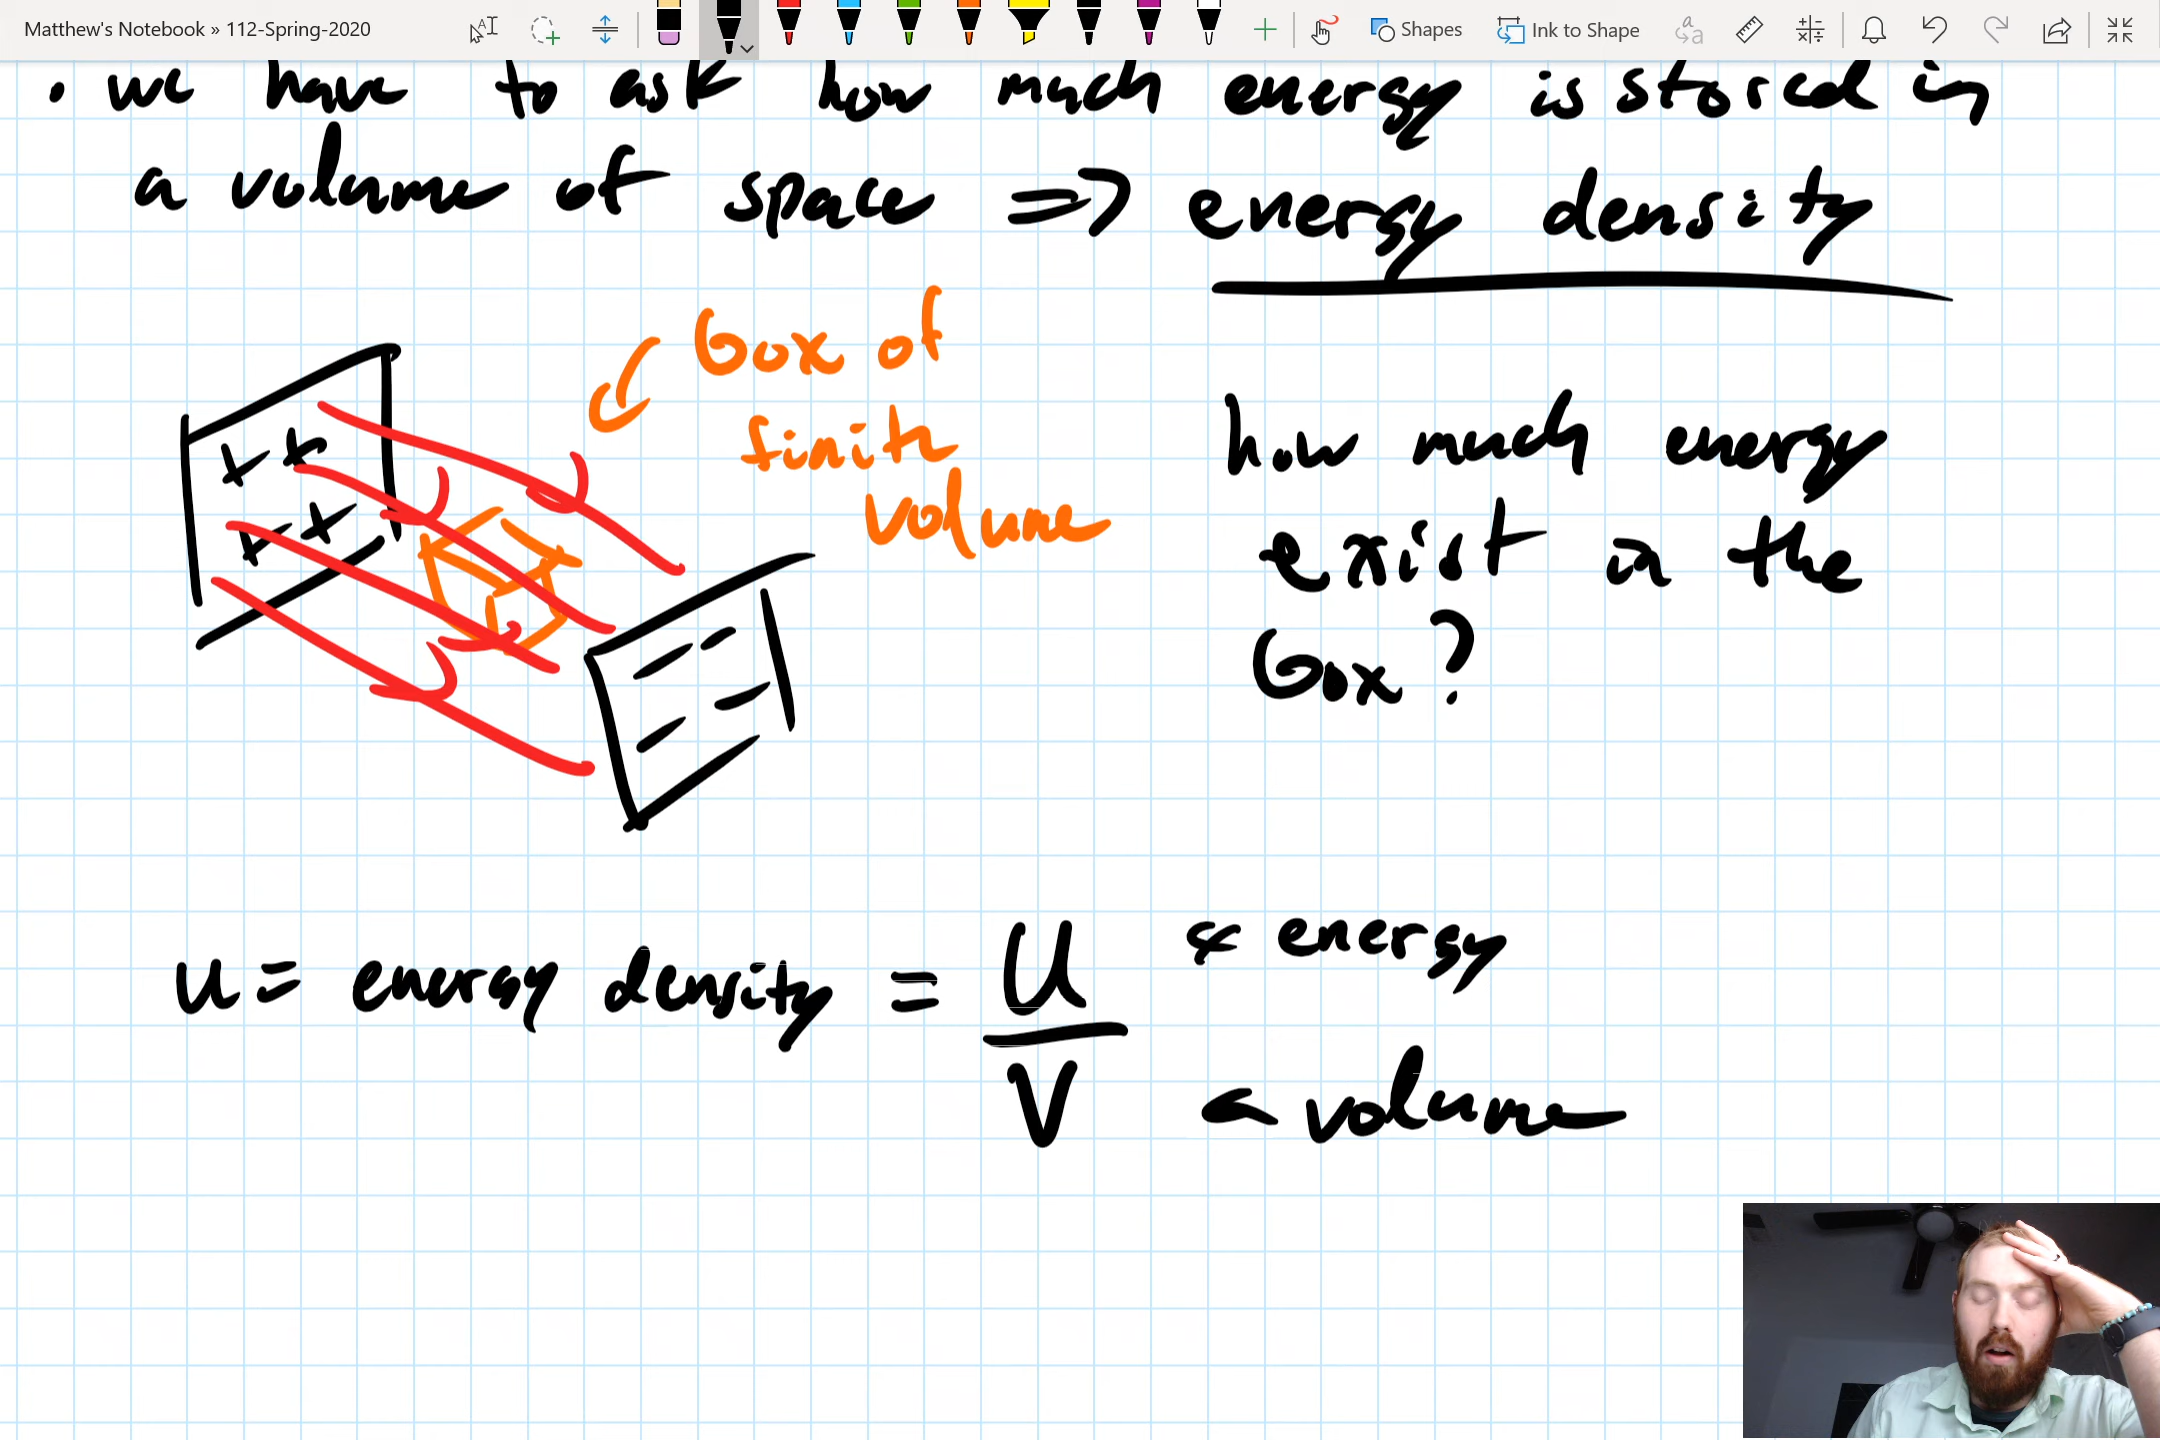 Matthew's Notebook » 112-Spring-2020
Shapes
Ink to Shape
• we have to ask how much energy is stored in
a volume of space => energy density
box of
finite
volume
how much energy
exist in the
box?
++
++
u = energy density = U ← energy
V ← volume